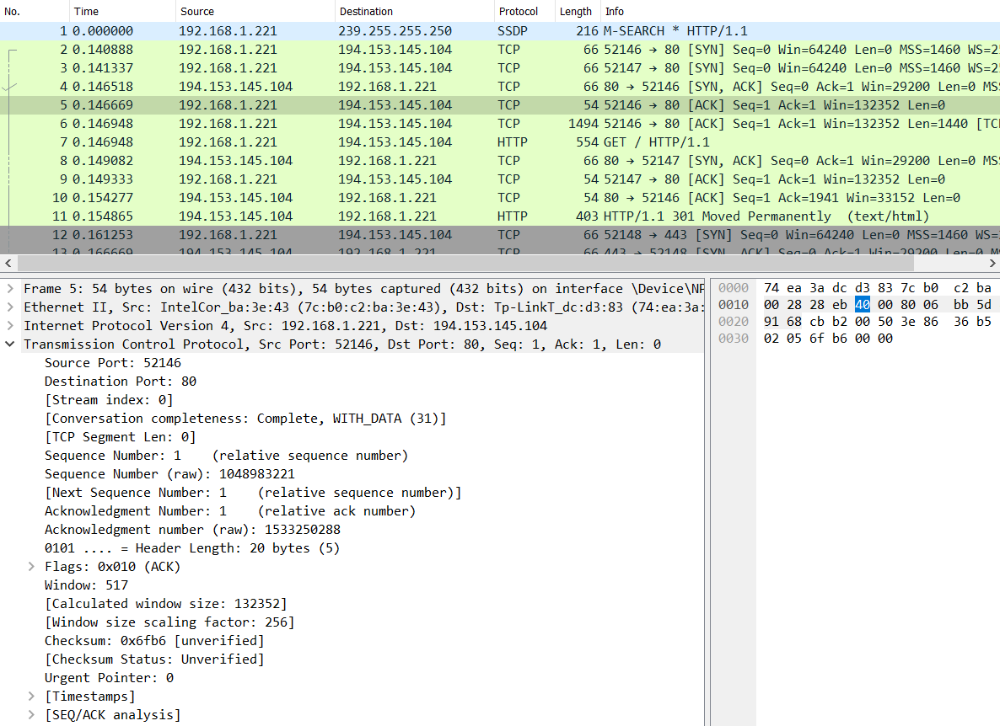 No. Time Source Destination Protocol Length Info
1 0.000000 192.168.1.221 239.255.255.250 SSDP 216 M-SEARCH * HTTP/1.1
2 0.140888 192.168.1.221 194.153.145.104 TCP 66 52146 → 80 [SYN] Seq=0 Win=64240 Len=0 MSS=1460 WS=25
3 0.141337 192.168.1.221 194.153.145.104 TCP 66 52147 → 80 [SYN] Seq=0 Win=64240 Len=0 MSS=1460 WS=25
4 0.146518 194.153.145.104 192.168.1.221 TCP 66 80 → 52146 [SYN, ACK] Seq=0 Ack=1 Win=29200 Len=0 MSS
5 0.146669 192.168.1.221 194.153.145.104 TCP 54 52146 → 80 [ACK] Seq=1 Ack=1 Win=132352 Len=0
6 0.146948 192.168.1.221 194.153.145.104 TCP 1494 52146 → 80 [ACK] Seq=1 Ack=1 Win=132352 Len=1440 [TCP
7 0.146948 192.168.1.221 194.153.145.104 HTTP 554 GET / HTTP/1.1
8 0.149082 194.153.145.104 192.168.1.221 TCP 66 80 → 52147 [SYN, ACK] Seq=0 Ack=1 Win=29200 Len=0 MSS
9 0.149333 192.168.1.221 194.153.145.104 TCP 54 52147 → 80 [ACK] Seq=1 Ack=1 Win=132352 Len=0
10 0.154277 194.153.145.104 192.168.1.221 TCP 54 80 → 52146 [ACK] Seq=1 Ack=1941 Win=33152 Len=0
11 0.154865 194.153.145.104 192.168.1.221 HTTP 403 HTTP/1.1 301 Moved Permanently (text/html)
12 0.161253 192.168.1.221 194.153.145.104 TCP 66 52148 → 443 [SYN] Seq=0 Win=64240 Len=0 MSS=1460 WS=
13 0.166669 194.153.145.104 192.168.1.221 TCP 66 443 → 52148 [SYN, ACK] Seq=0 Ack=1 Win=29200 Len=0 MS
Frame 5: 54 bytes on wire (432 bits), 54 bytes captured (432 bits) on interface \Device\NP
Ethernet II, Src: IntelCor_ba:3e:43 (7c:b0:c2:ba:3e:43), Dst: Tp-LinkT_dc:d3:83 (74:ea:3a:
Internet Protocol Version 4, Src: 192.168.1.221, Dst: 194.153.145.104
Transmission Control Protocol, Src Port: 52146, Dst Port: 80, Seq: 1, Ack: 1, Len: 0
Source Port: 52146
Destination Port: 80
[Stream index: 0]
[Conversation completeness: Complete, WITH_DATA (31)]
[TCP Segment Len: 0]
Sequence Number: 1 (relative sequence number)
Sequence Number (raw): 1048983221
[Next Sequence Number: 1 (relative sequence number)]
Acknowledgment Number: 1 (relative ack number)
Acknowledgment number (raw): 1533250288
0101 .... = Header Length: 20 bytes (5)
Flags: 0x010 (ACK)
Window: 517
[Calculated window size: 132352]
[Window size scaling factor: 256]
Checksum: 0x6fb6 [unverified]
[Checksum Status: Unverified]
Urgent Pointer: 0
[Timestamps]
[SEQ/ACK analysis]
0000 74 ea 3a dc d3 83 7c b0 c2 ba
0010 00 28 28 eb 40 00 80 06 bb 5d
0020 91 68 cb b2 00 50 3e 86 36 b5
0030 02 05 6f b6 00 00